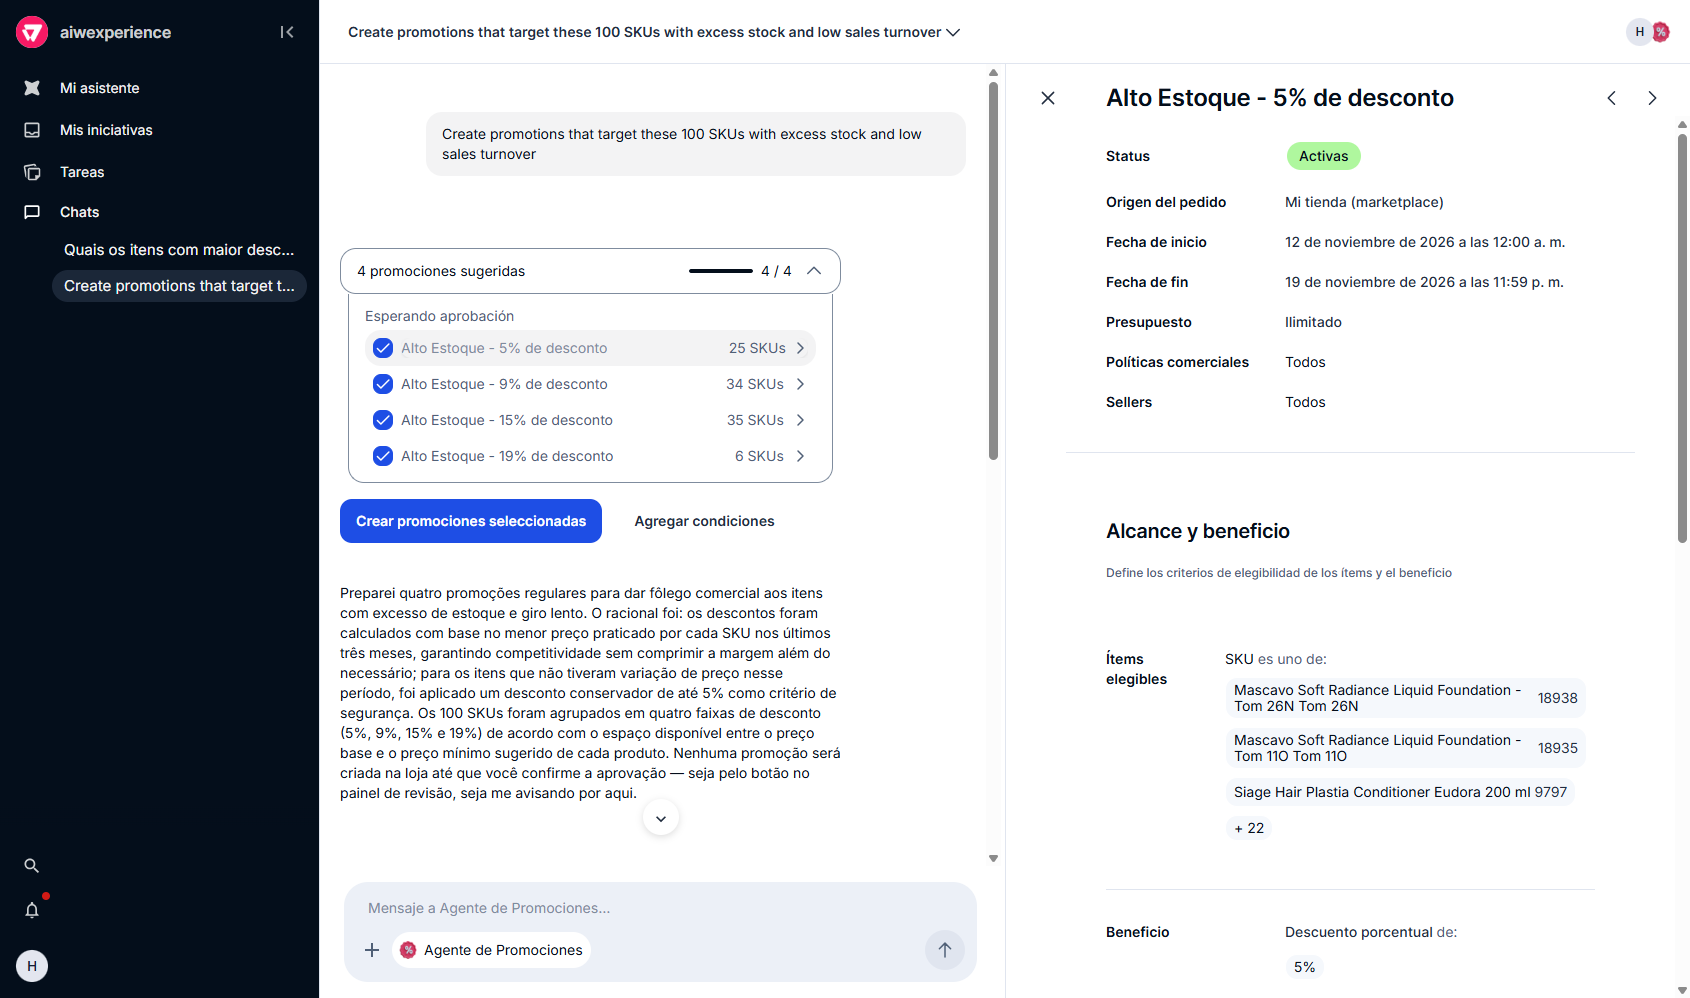 aiwexperience
Mi asistente
Mis iniciativas
Tareas
Chats
Quais os itens com maior desc...
Create promotions that target t...
H
Create promotions that target these 100 SKUs with excess stock and low sales turnover
H
%
Create promotions that target these 100 SKUs with excess stock and low
sales turnover
4 promociones sugeridas 4 / 4
Esperando aprobación
Alto Estoque - 5% de desconto 25 SKUs
Alto Estoque - 9% de desconto 34 SKUs
Alto Estoque - 15% de desconto 35 SKUs
Alto Estoque - 19% de desconto 6 SKUs
Crear promociones seleccionadas Agregar condiciones
Preparei quatro promoções regulares para dar fôlego comercial aos itens
com excesso de estoque e giro lento. O racional foi: os descontos foram
calculados com base no menor preço praticado por cada SKU nos últimos
três meses, garantindo competitividade sem comprimir a margem além do
necessário; para os itens que não tiveram variação de preço nesse
período, foi aplicado um desconto conservador de até 5% como critério de
segurança. Os 100 SKUs foram agrupados em quatro faixas de desconto
(5%, 9%, 15% e 19%) de acordo com o espaço disponível entre o preço
base e o preço mínimo sugerido de cada produto. Nenhuma promoção será
criada na loja até que você confirme a aprovação — seja pelo botão no
painel de revisão, seja me avisando por aqui.
Mensaje a Agente de Promociones...
% Agente de Promociones
Alto Estoque - 5% de desconto
Status Activas
Origen del pedido Mi tienda (marketplace)
Fecha de inicio 12 de noviembre de 2026 a las 12:00 a. m.
Fecha de fin 19 de noviembre de 2026 a las 11:59 p. m.
Presupuesto Ilimitado
Políticas comerciales Todos
Sellers Todos
Alcance y beneficio
Define los criterios de elegibilidad de los ítems y el beneficio
Ítems
elegibles
SKU es uno de:
Mascavo Soft Radiance Liquid Foundation -
Tom 26N Tom 26N
18938
Mascavo Soft Radiance Liquid Foundation -
Tom 11O Tom 11O
18935
Siage Hair Plastia Conditioner Eudora 200 ml 9797
+ 22
Beneficio Descuento porcentual de:
5%